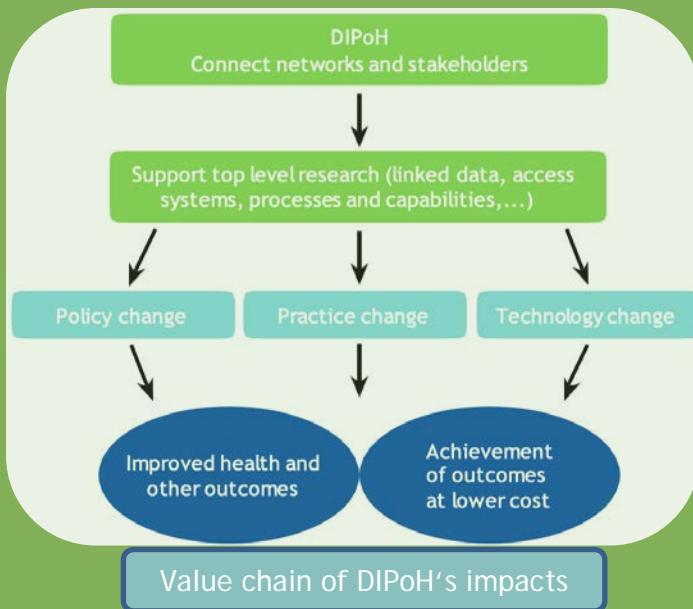 DIPoH
Connect networks and stakeholders
Support top level research (linked data, access
systems, processes and capabilities,...)
Policy change
Practice change
Technology change
Improved health and
other outcomes
Achievement
of outcomes
at lower cost
Value chain of DIPoH's impacts